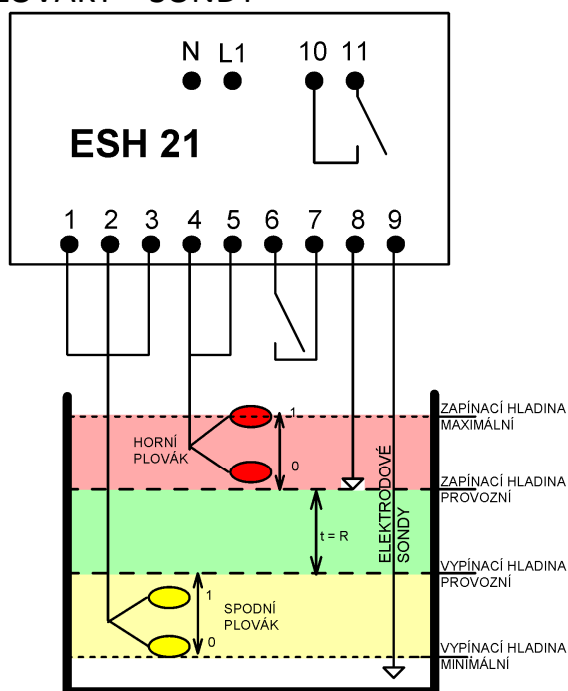 PLOVÁKY - SONDY
N L1 10 11
ESH 21
1 2 3 4 5 6 7 8 9
ZAPÍNACÍ HLADINA
MAXIMÁLNÍ
1
HORNÍ
PLOVÁK
0
ELEKTRODOVÉ
SONDY
ZAPÍNACÍ HLADINA
PROVOZNÍ
t = R
VYPÍNACÍ HLADINA
PROVOZNÍ
1
SPODNÍ
PLOVÁK
0
VYPÍNACÍ HLADINA
MINIMÁLNÍ